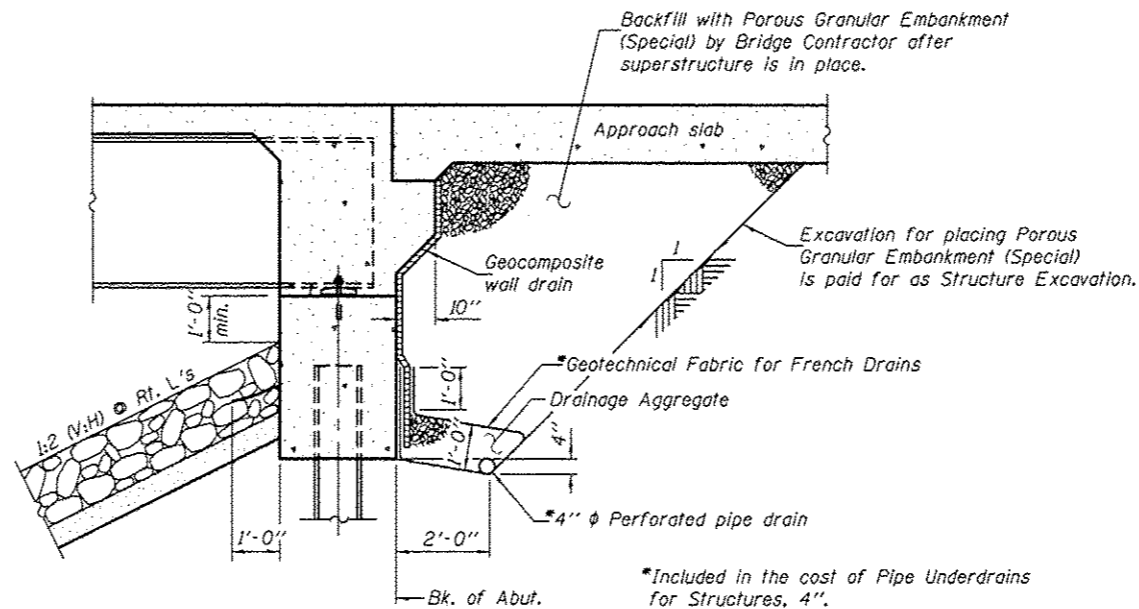 Backfill with Porous Granular Embankment
(Special) by Bridge Contractor after
superstructure is in place.
Approach slab
Excavation for placing Porous
Granular Embankment (Special)
is paid for as Structure Excavation.
Geocomposite
wall drain
1
1
10"
1'-0"
min.
*Geotechnical Fabric for French Drains
1'-0"
Drainage Aggregate
1:2 (V:H) @ Rt. L's
1'-0"
4"
*4" ϕ Perforated pipe drain
1'-0"
2'-0"
*Included in the cost of Pipe Underdrains
for Structures, 4".
Bk. of Abut.